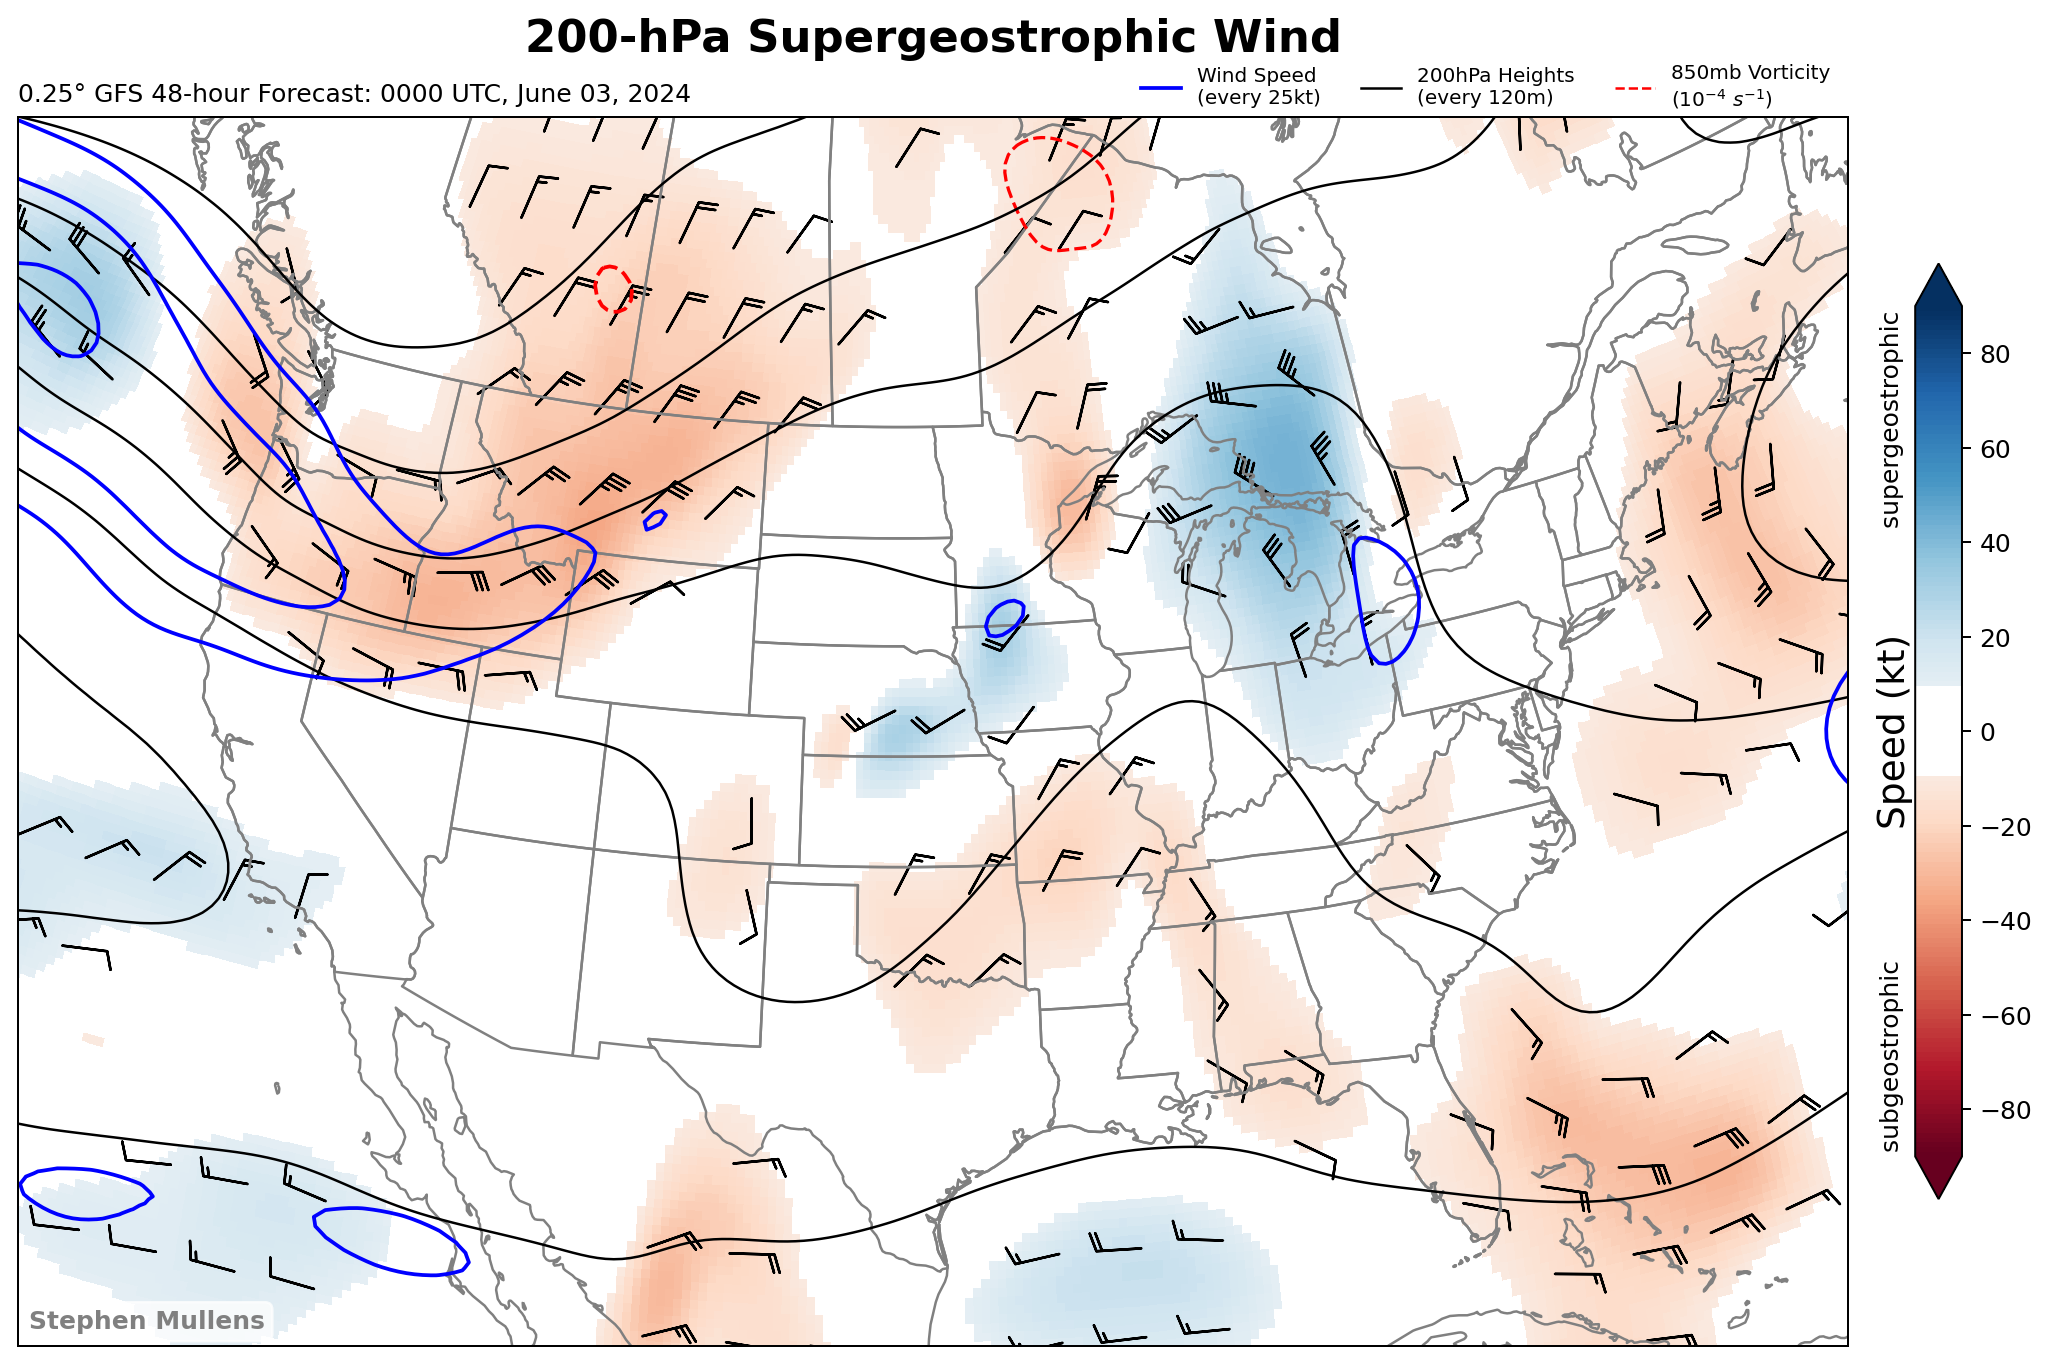 200-hPa Supergeostrophic Wind
0.25° GFS 48-hour Forecast: 0000 UTC, June 03, 2024
Wind Speed
(every 25kt)
200hPa Heights
(every 120m)
850mb Vorticity
(10⁻⁴ s⁻¹)
supergeostrophic
Speed (kt)
subgeostrophic
80
60
40
20
0
−20
−40
−60
−80
Stephen Mullens